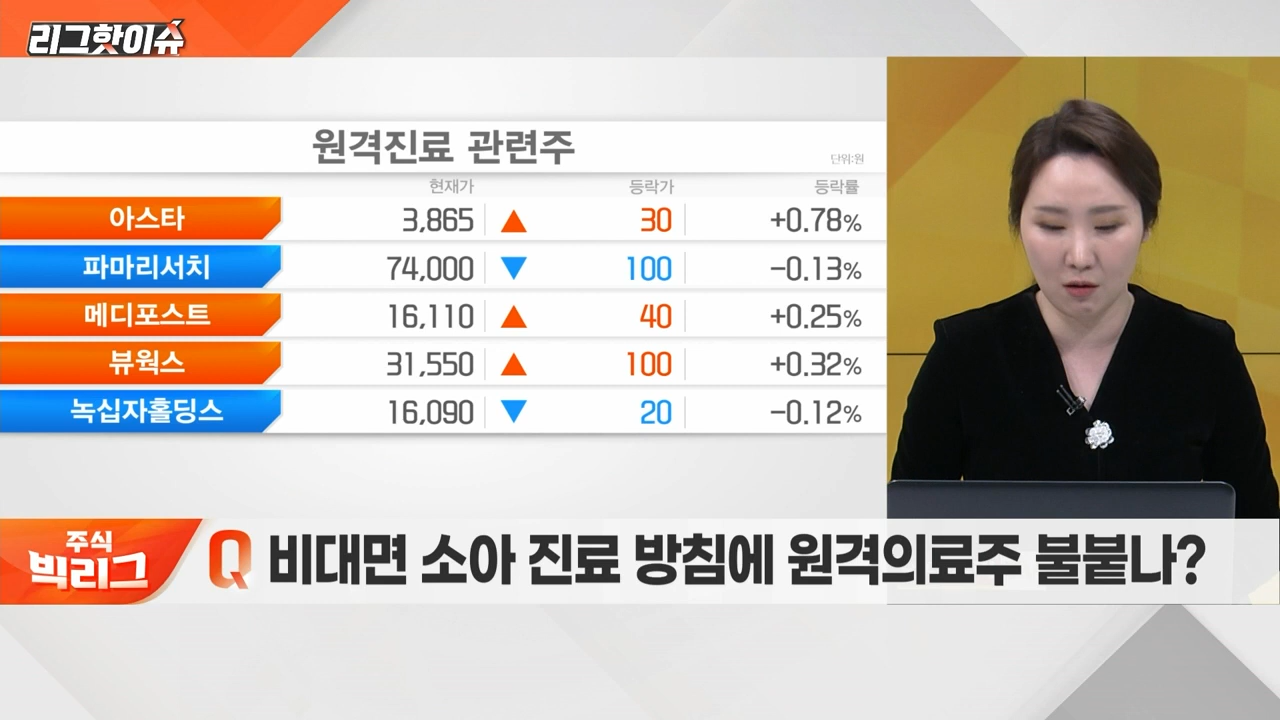 리그핫이슈
원격진료 관련주
단위:원
현재가 등락가 등락률
아스타 3,865 ▲ 30 +0.78%
파마리서치 74,000 ▼ 100 -0.13%
메디포스트 16,110 ▲ 40 +0.25%
뷰웍스 31,550 ▲ 100 +0.32%
녹십자홀딩스 16,090 ▼ 20 -0.12%
주식
빅리그
Q 비대면 소아 진료 방침에 원격의료주 불붙나?